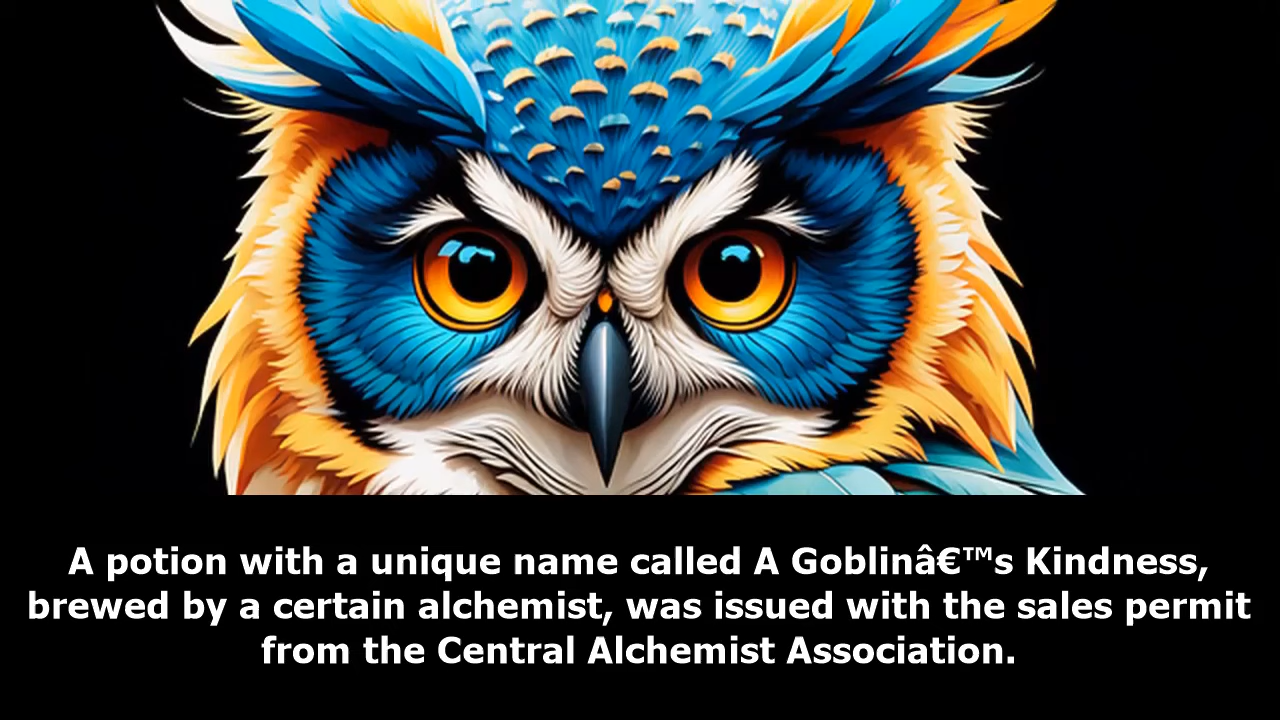 A potion with a unique name called A Goblinâ€™s Kindness,
brewed by a certain alchemist, was issued with the sales permit
from the Central Alchemist Association.